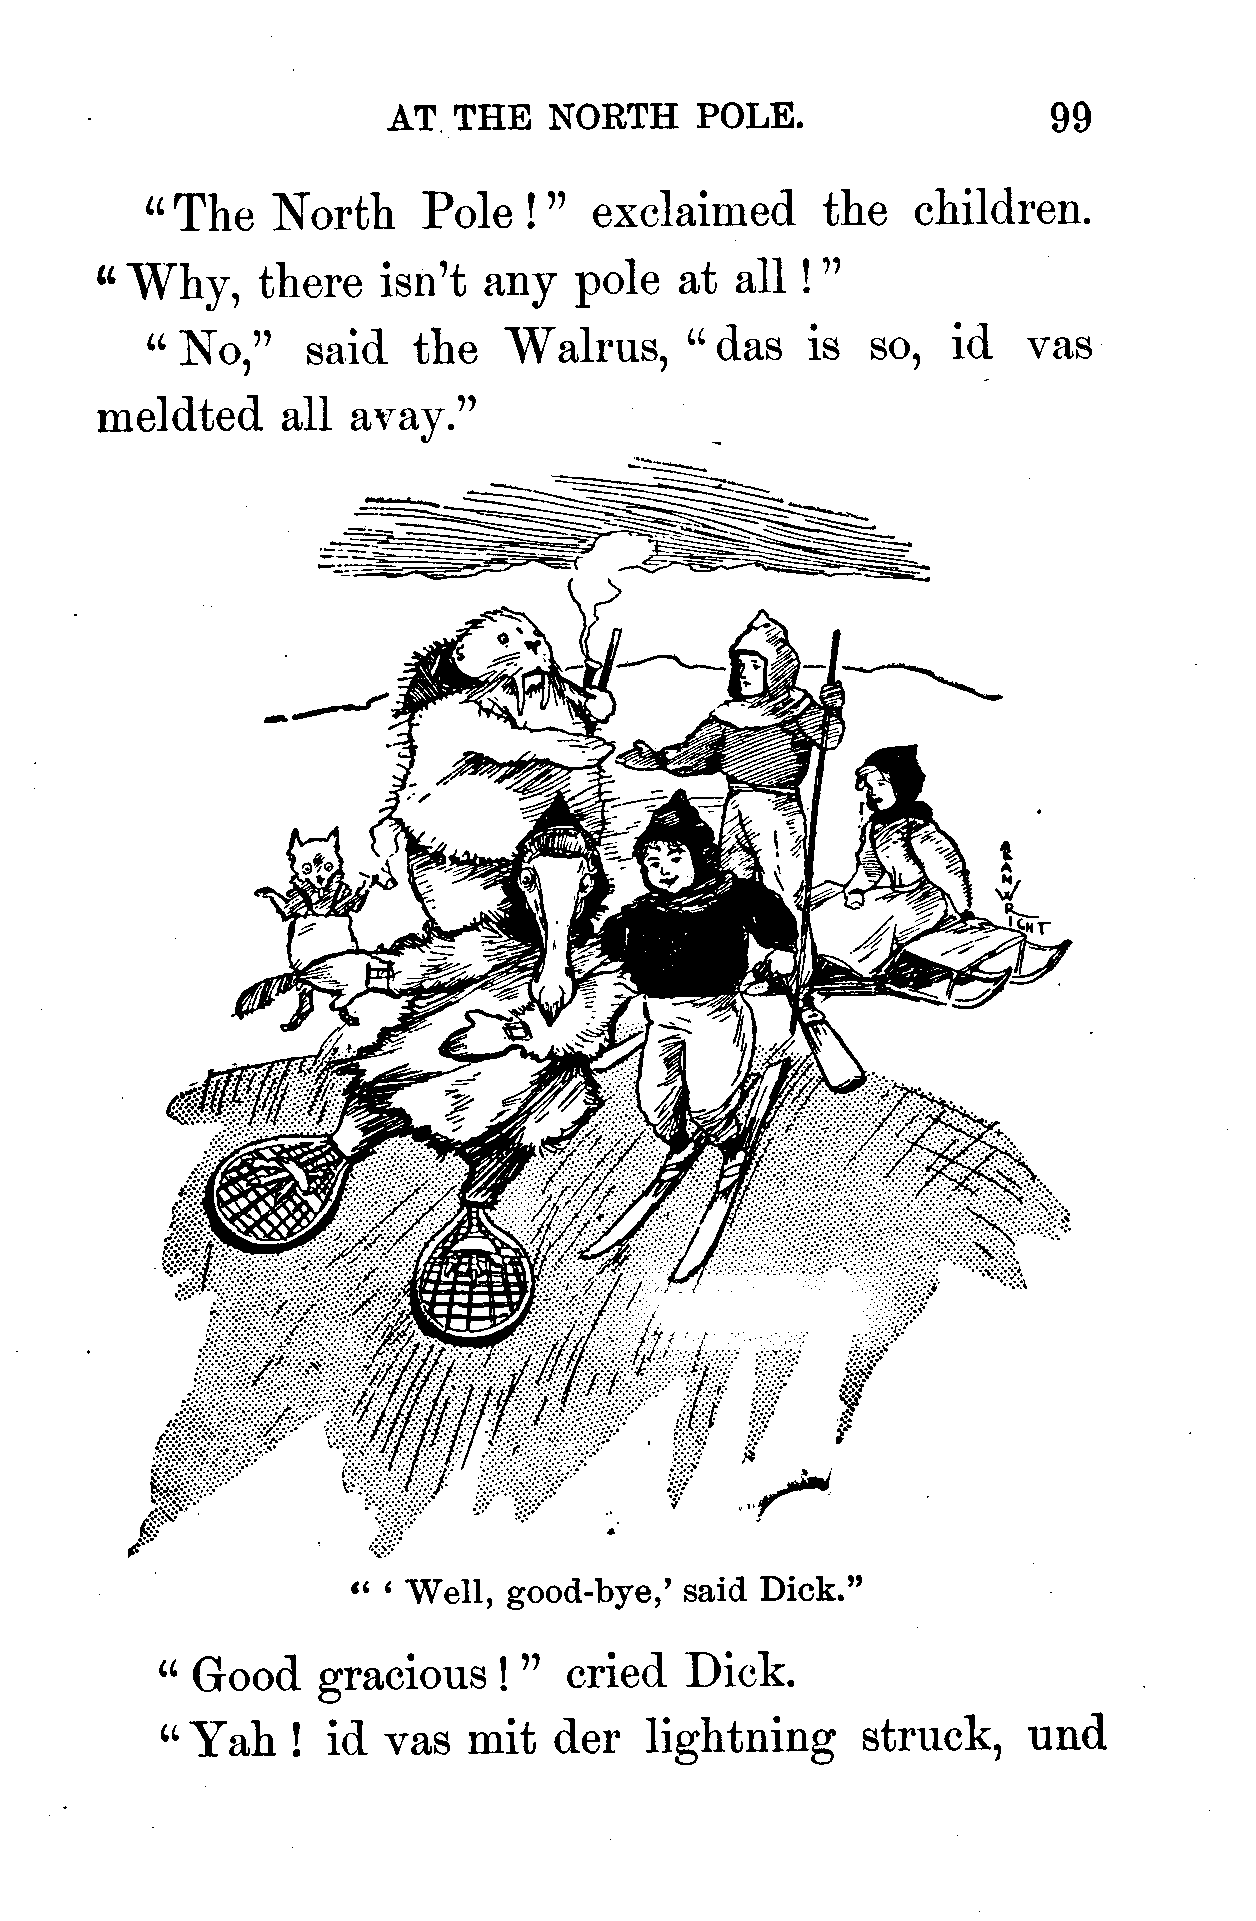 AT THE NORTH POLE. 99
“The North Pole!” exclaimed the children.
“Why, there isn’t any pole at all!”
“No,” said the Walrus, “das is so, id vas
meldted all avay.”
FRANK
WRIGHT
“ ‘Well, good-bye,’ said Dick.”
“Good gracious!” cried Dick.
“Yah! id vas mit der lightning struck, und